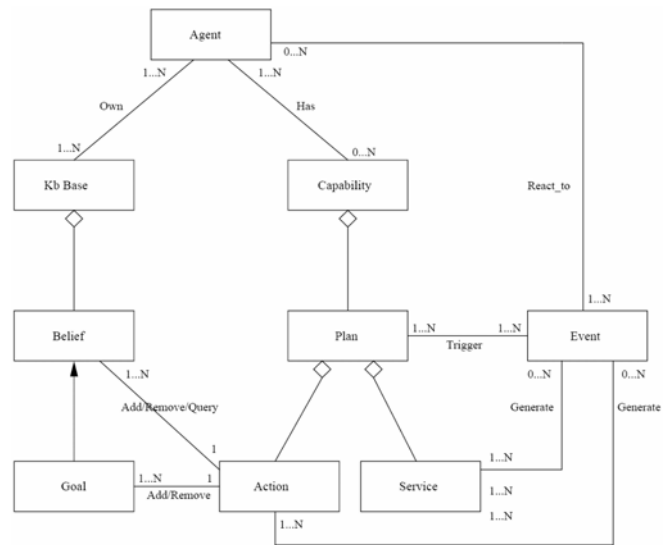 Agent
0...N
1...N
1...N
Own
Has
1...N
0...N
Kb Base
Capability
React_to
1...N
Belief
Plan
1...N
1...N
Event
Trigger
1...N
0...N
0...N
Add/Remove/Query
Generate
Generate
1
1...N
Goal
1...N
1
Action
Service
Add/Remove
1...N
1...N
1...N